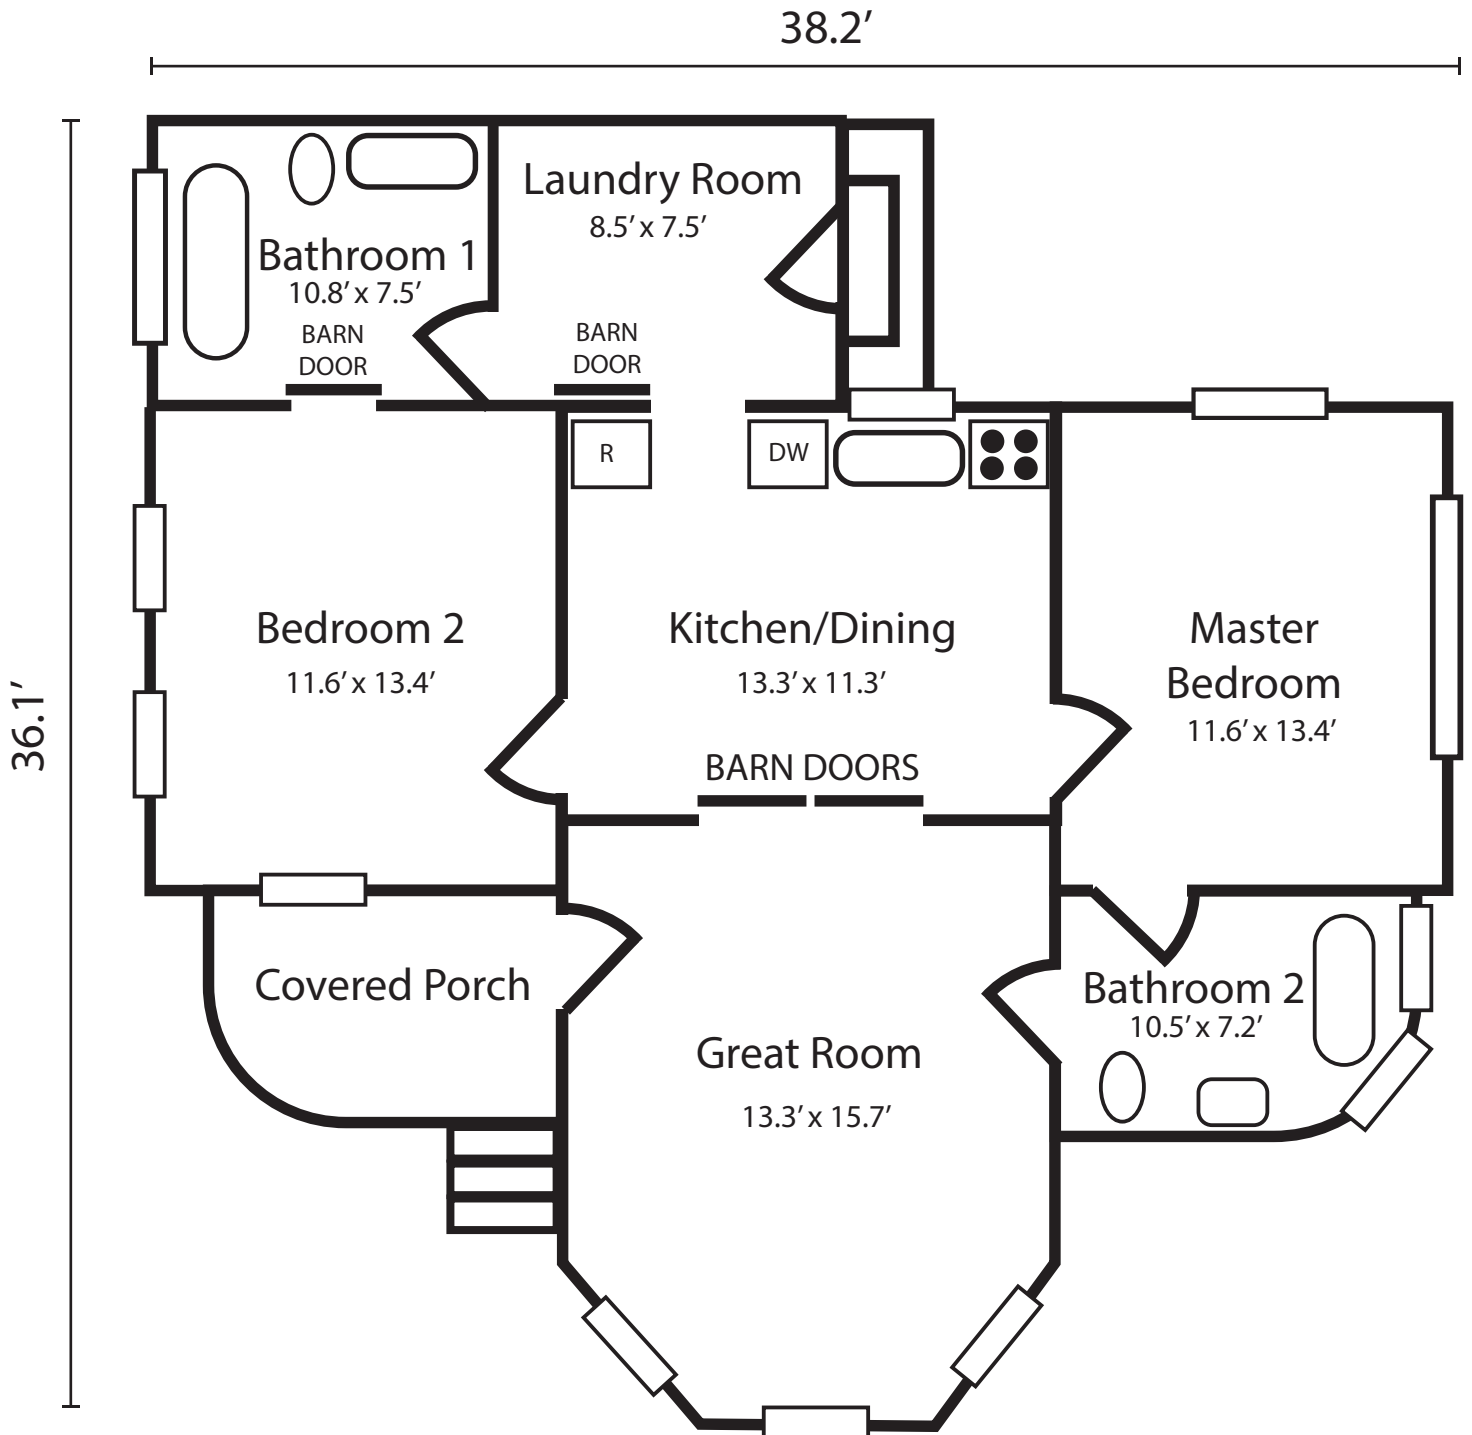 38.2’
36.1’
Laundry Room
8.5’ x 7.5’
Bathroom 1
10.8’ x 7.5’
BARN
DOOR
BARN
DOOR
R
DW
Bedroom 2
11.6’ x 13.4’
Kitchen/Dining
13.3’ x 11.3’
Master
Bedroom
11.6’ x 13.4’
BARN DOORS
Covered Porch
Bathroom 2
10.5’ x 7.2’
Great Room
13.3’ x 15.7’